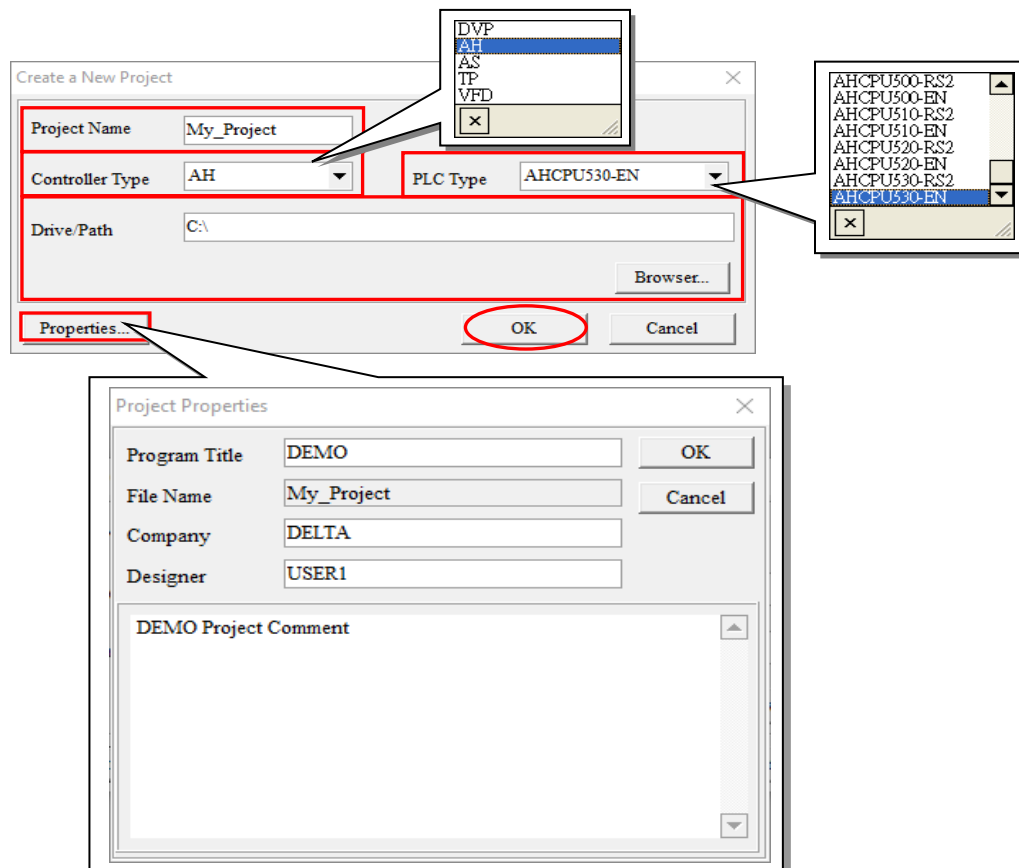 DVP
AH
AS
TP
VFD
Create a New Project
Project Name My_Project
Controller Type AH PLC Type AHCPU530-EN
Drive/Path C:\
Browser...
Properties... OK Cancel
AHCPU500-RS2
AHCPU500-EN
AHCPU510-RS2
AHCPU510-EN
AHCPU520-RS2
AHCPU520-EN
AHCPU530-RS2
AHCPU530-EN
Project Properties
Program Title DEMO OK
File Name My_Project Cancel
Company DELTA
Designer USER1
DEMO Project Comment